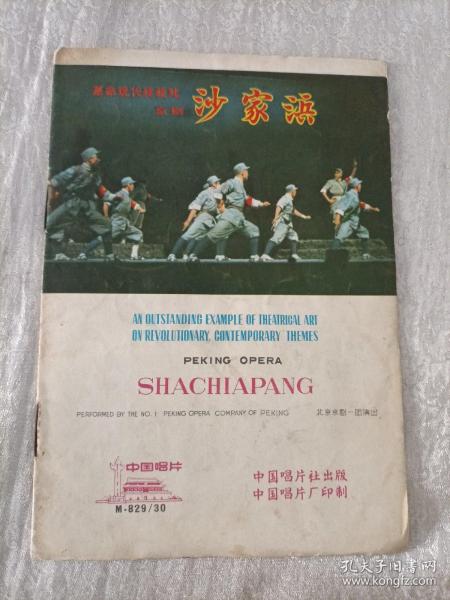 革命现代样板戏
京剧 沙家浜
AN OUTSTANDING EXAMPLE OF THEATRICAL ART
ON REVOLUTIONARY, CONTEMPORARY THEMES
PEKING OPERA
SHACHIAPANG
PERFORMED BY THE NO. 1 PEKING OPERA COMPANY OF PEKING 北京京剧一团演出
中国唱片
M-829/30
中国唱片社出版
中国唱片厂印制
孔夫子旧书网
www.kongfz.com